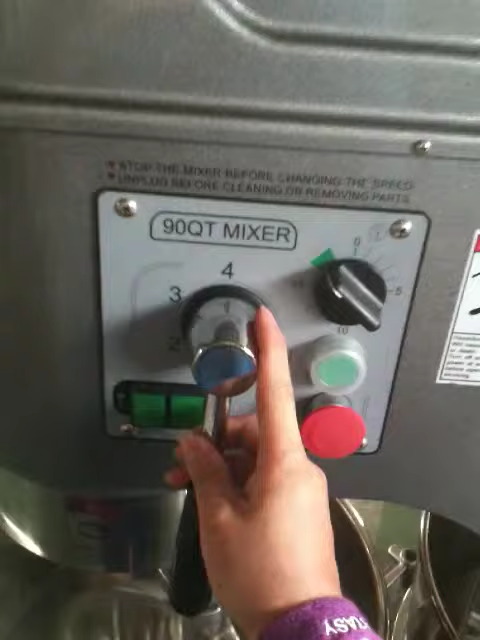 STOP THE MIXER BEFORE CHANGING THE SPEED
UNPLUG BEFORE CLEANING OR REMOVING PARTS
90QT MIXER
4
3
1
2
0
1
5
10